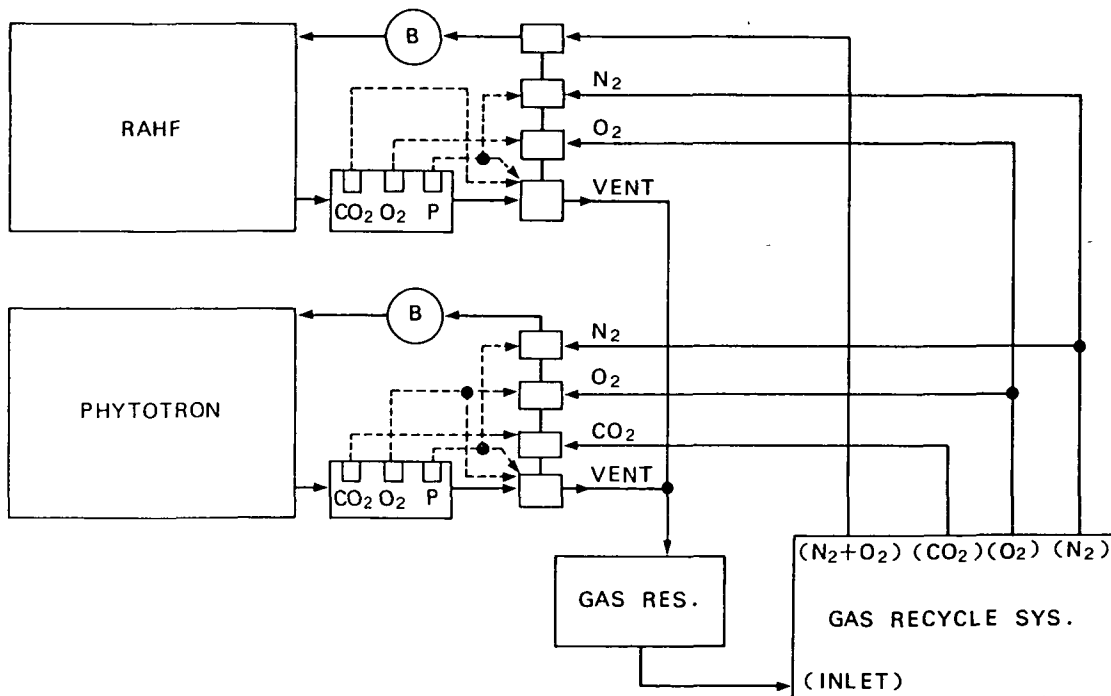 RAHF
B
N2
O2
CO2 O2 P
VENT
PHYTOTRON
B
N2
O2
CO2
CO2 O2 P
VENT
GAS RES.
(N2+O2) (CO2) (O2) (N2)
GAS RECYCLE SYS.
(INLET)